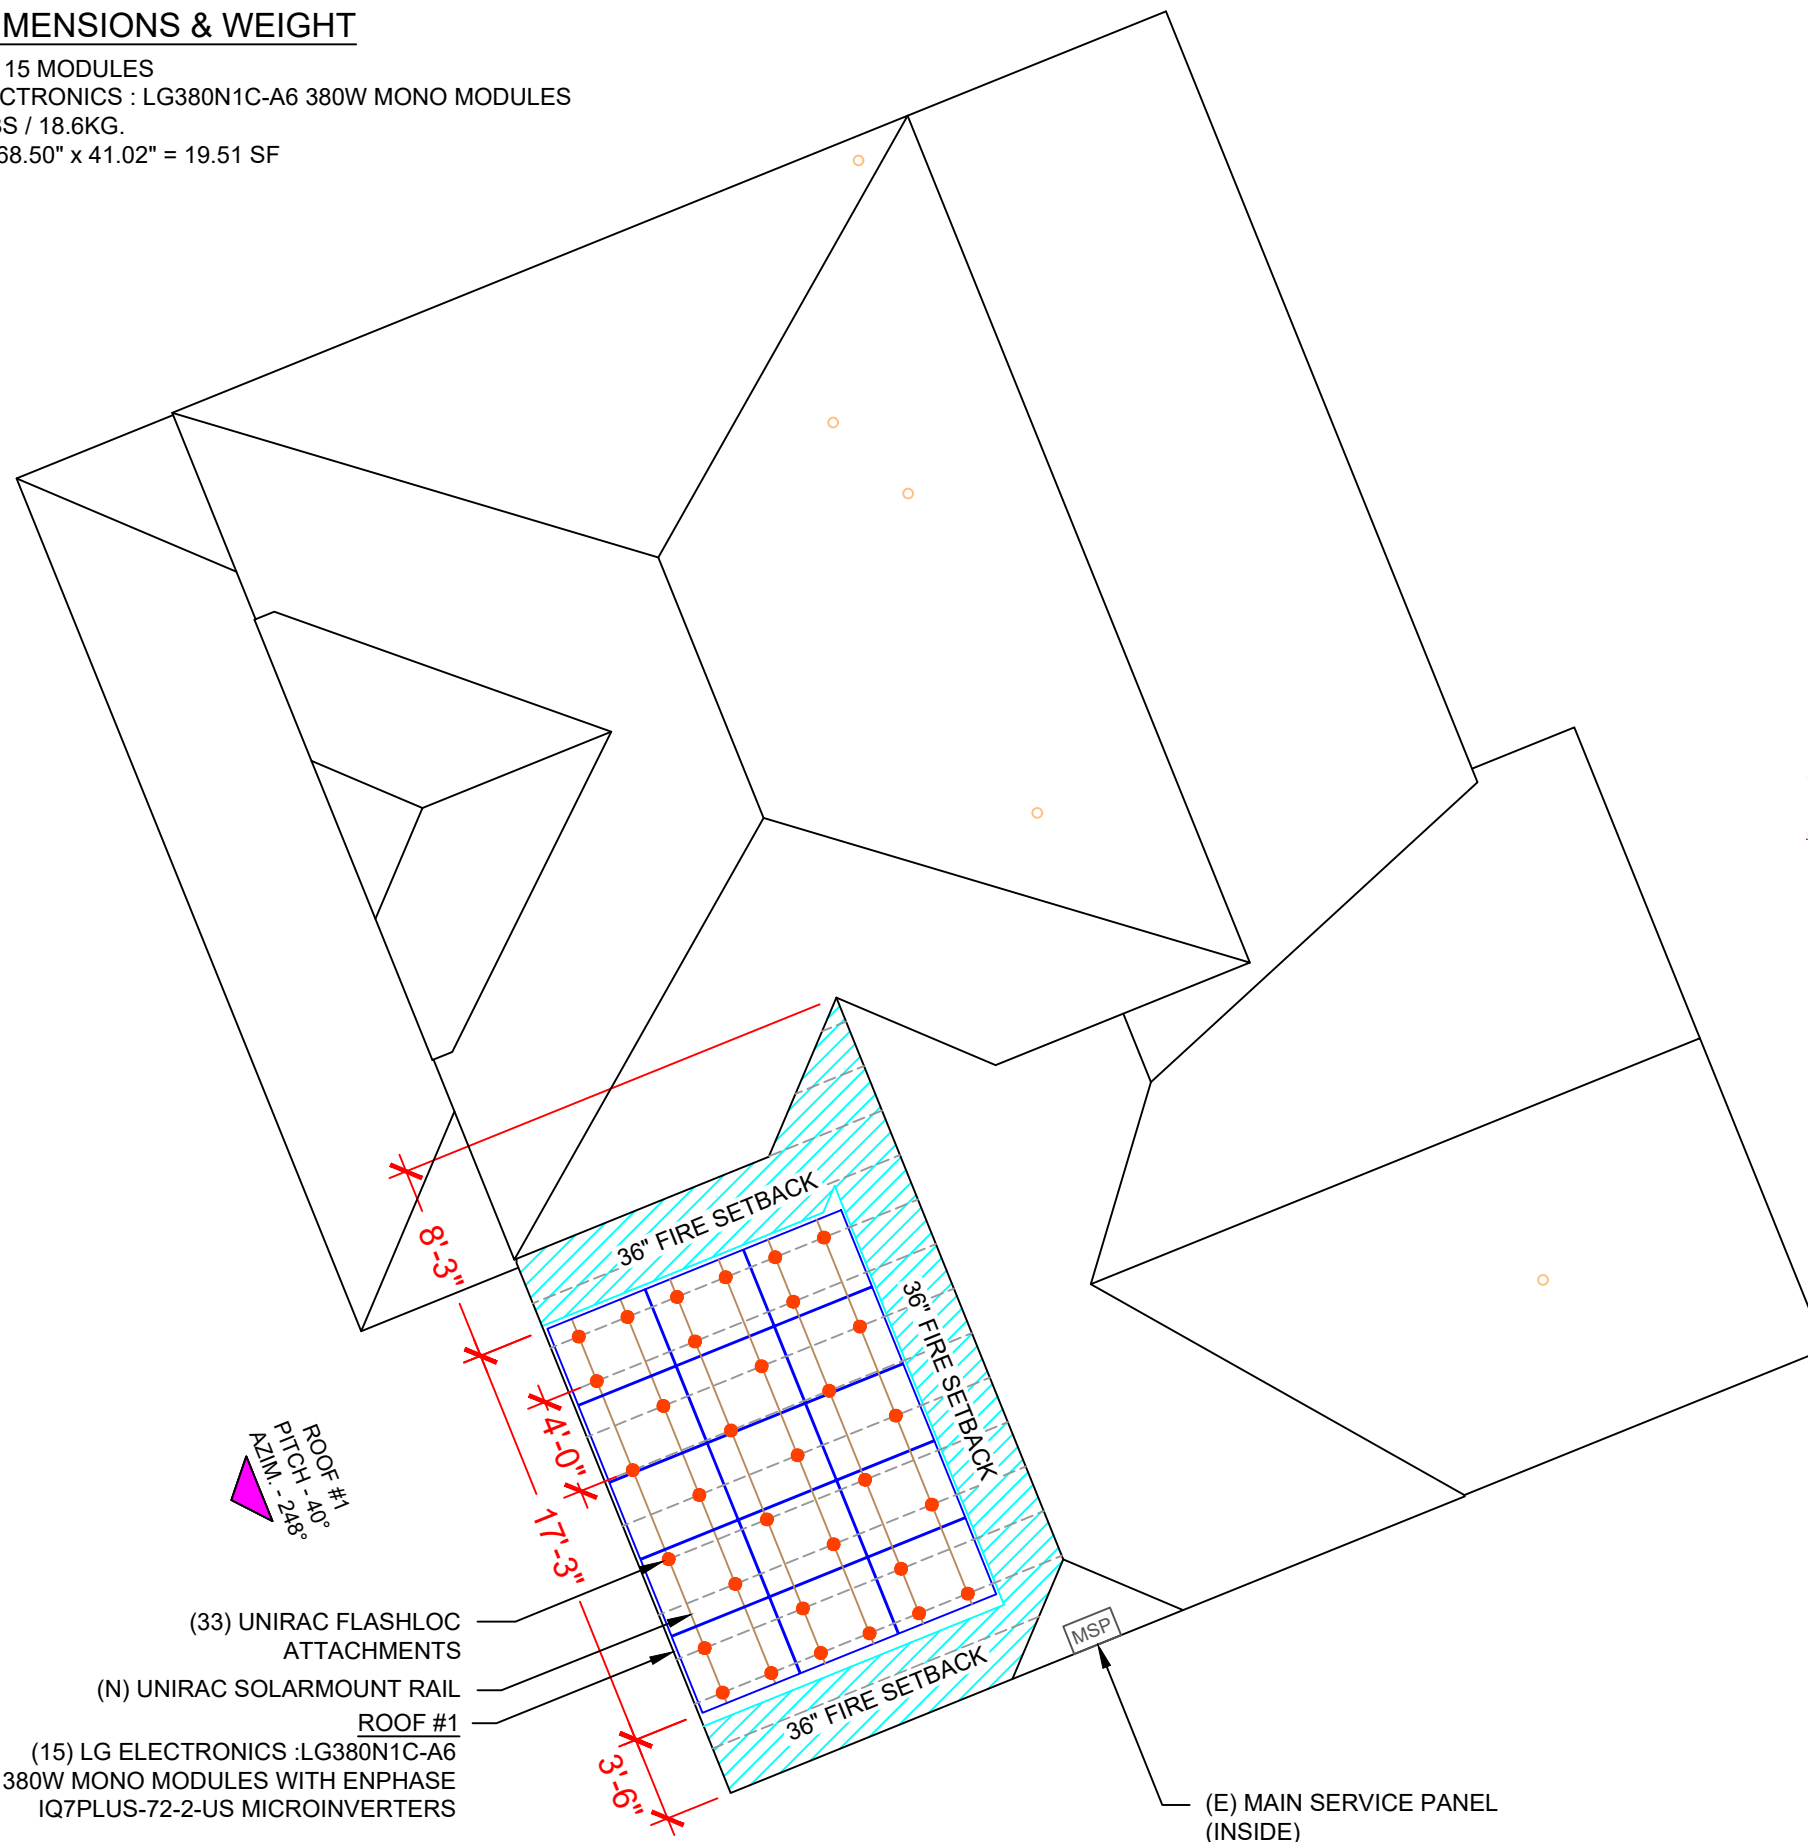 MENSIONS & WEIGHT
15 MODULES
CTRONICS : LG380N1C-A6 380W MONO MODULES
BS / 18.6KG.
68.50" x 41.02" = 19.51 SF
36" FIRE SETBACK
36" FIRE SETBACK
36" FIRE SETBACK
8'-3"
4'-0"
17'-3"
3'-6"
ROOF #1
PITCH - 40°
AZIM. - 248°
(33) UNIRAC FLASHLOC
ATTACHMENTS
(N) UNIRAC SOLARMOUNT RAIL
ROOF #1
(15) LG ELECTRONICS :LG380N1C-A6
380W MONO MODULES WITH ENPHASE
IQ7PLUS-72-2-US MICROINVERTERS
MSP
(E) MAIN SERVICE PANEL
(INSIDE)